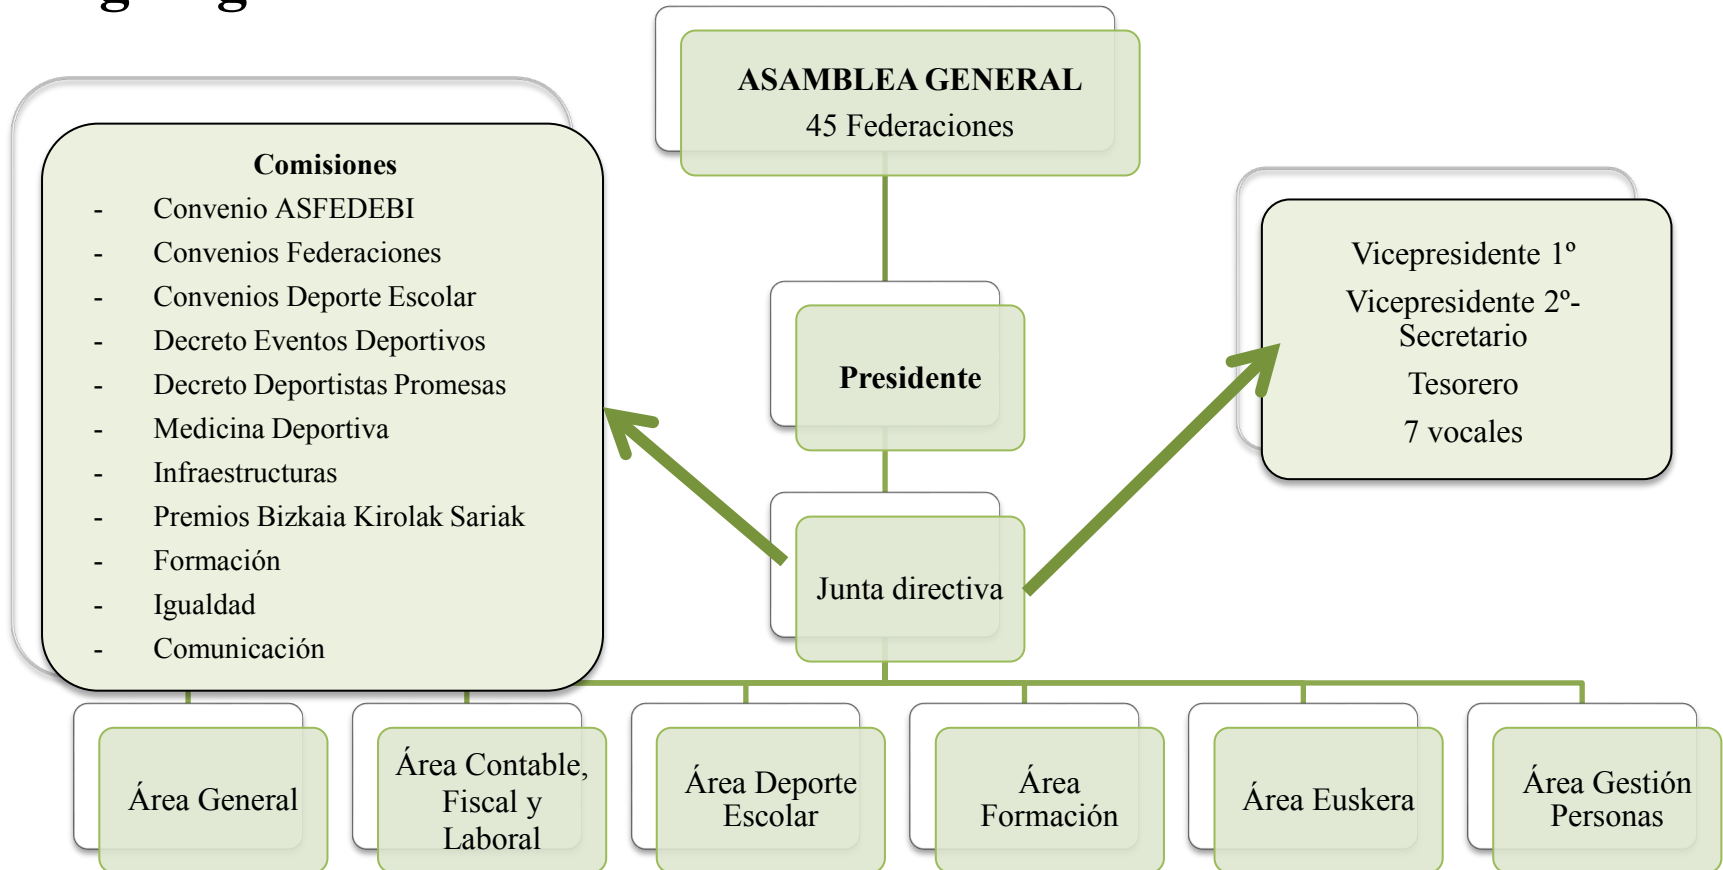 ASAMBLEA GENERAL
45 Federaciones
Comisiones
- Convenio ASFEDEBI
- Convenios Federaciones
- Convenios Deporte Escolar
- Decreto Eventos Deportivos
- Decreto Deportistas Promesas
- Medicina Deportiva
- Infraestructuras
- Premios Bizkaia Kirolak Sariak
- Formación
- Igualdad
- Comunicación
Presidente
Vicepresidente 1º
Vicepresidente 2º-
Secretario
Tesorero
7 vocales
Junta directiva
Área General
Área Contable,
Fiscal y
Laboral
Área Deporte
Escolar
Área
Formación
Área Euskera
Área Gestión
Personas